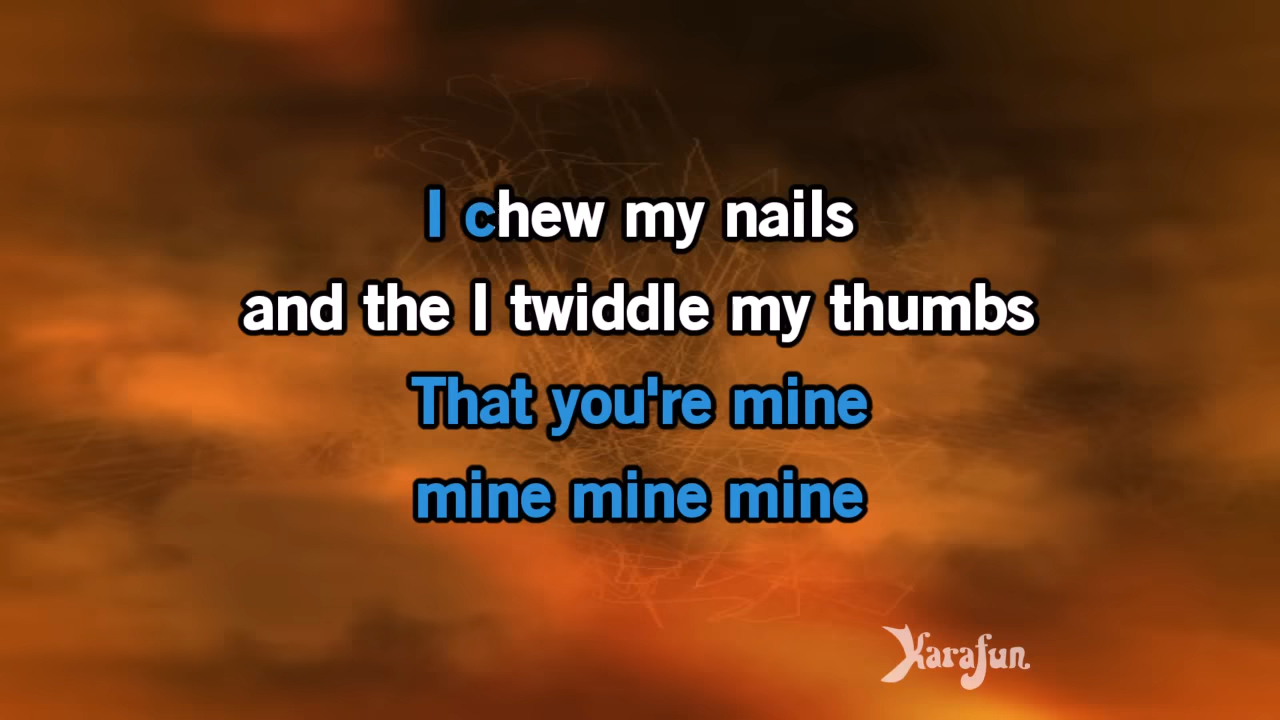 I chew my nails
and the I twiddle my thumbs
That you're mine
mine mine mine
Karafun